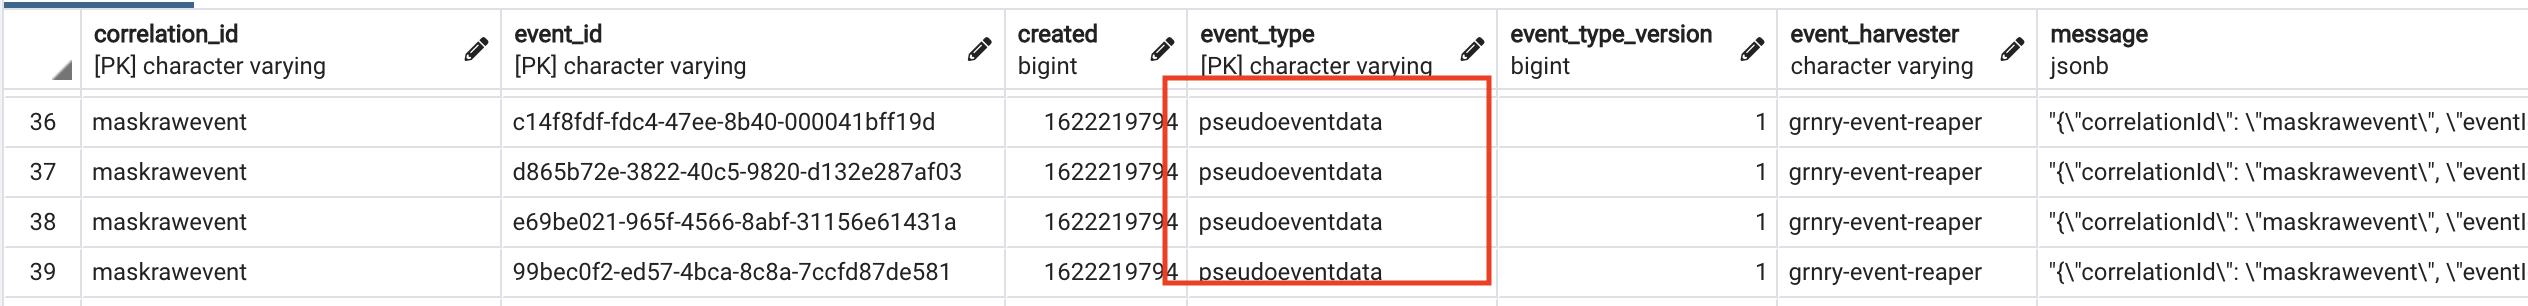 correlation_id event_id created event_type event_type_version event_harvester message
[PK] character varying [PK] character varying bigint [PK] character varying bigint character varying jsonb
36 maskrawevent c14f8fdf-fdc4-47ee-8b40-000041bff19d 1622219794 pseudoeventdata 1 grnry-event-reaper "{\"correlationId\": \"maskrawevent\", \"eventI
37 maskrawevent d865b72e-3822-40c5-9820-d132e287af03 1622219794 pseudoeventdata 1 grnry-event-reaper "{\"correlationId\": \"maskrawevent\", \"eventI
38 maskrawevent e69be021-965f-4566-8abf-31156e61431a 1622219794 pseudoeventdata 1 grnry-event-reaper "{\"correlationId\": \"maskrawevent\", \"eventI
39 maskrawevent 99bec0f2-ed57-4bca-8c8a-7ccfd87de581 1622219794 pseudoeventdata 1 grnry-event-reaper "{\"correlationId\": \"maskrawevent\", \"eventI